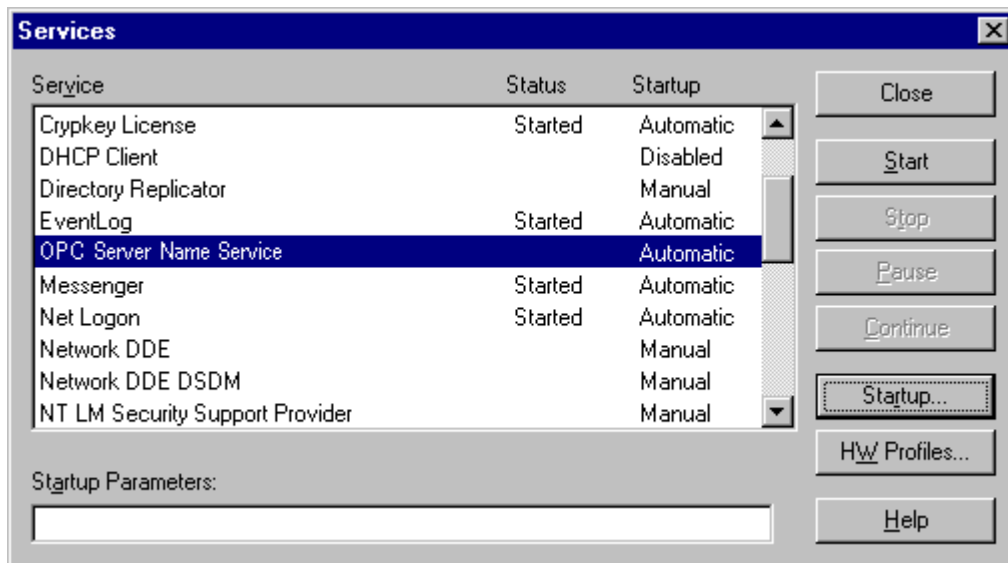 Services
Service Status Startup
Crypkey License Started Automatic
DHCP Client Disabled
Directory Replicator Manual
EventLog Started Automatic
OPC Server Name Service Automatic
Messenger Started Automatic
Net Logon Started Automatic
Network DDE Manual
Network DDE DSDM Manual
NT LM Security Support Provider Manual
Startup Parameters:
Close
Start
Stop
Pause
Continue
Startup...
HW Profiles...
Help